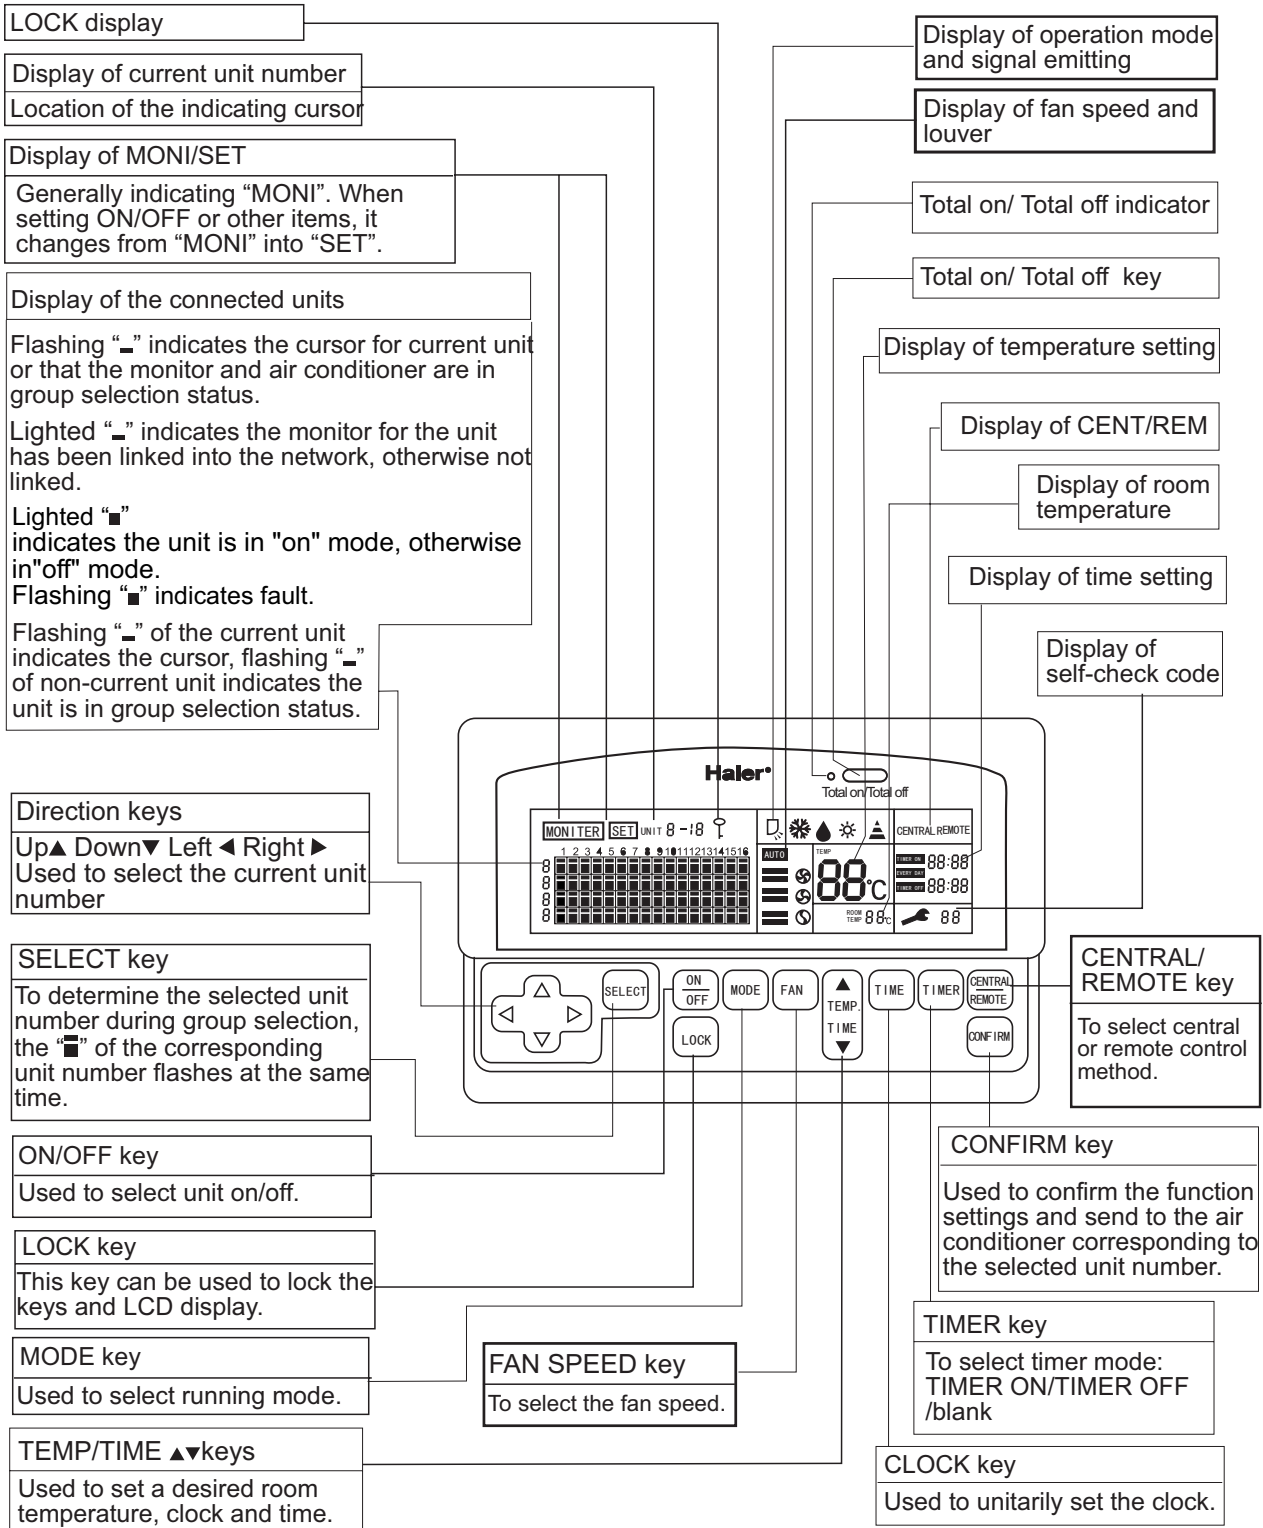 LOCK display
Display of current unit number
Location of the indicating cursor
Display of MONI/SET
Generally indicating “MONI”. When
setting ON/OFF or other items, it
changes from “MONI” into “SET”.
Display of the connected units
Flashing “▂” indicates the cursor for current unit
or that the monitor and air conditioner are in
group selection status.
Lighted “▂” indicates the monitor for the unit
has been linked into the network, otherwise not
linked.
Lighted “■”
indicates the unit is in "on" mode, otherwise
in"off" mode.
Flashing “■” indicates fault.
Flashing “▂” of the current unit
indicates the cursor, flashing “▂”
of non-current unit indicates the
unit is in group selection status.
Direction keys
Up▲ Down▼ Left ◀ Right ▶
Used to select the current unit
number
SELECT key
To determine the selected unit
number during group selection,
the “■” of the corresponding
unit number flashes at the same
time.
ON/OFF key
Used to select unit on/off.
LOCK key
This key can be used to lock the
keys and LCD display.
MODE key
Used to select running mode.
TEMP/TIME ▲▼keys
Used to set a desired room
temperature, clock and time.
Display of operation mode
and signal emitting
Display of fan speed and
louver
Total on/ Total off indicator
Total on/ Total off key
Display of temperature setting
Display of CENT/REM
Display of room
temperature
Display of time setting
Display of
self-check code
Haier
Total on/Total off
MONITER SET UNIT 8 -18
1 2 3 4 5 6 7 8 9 10 11 12 13 14 15 16
8
8
8
8
AUTO
TEMP
88°C
ROOM
TEMP 88°C
CENTRAL REMOTE
TIMER ON 88:88
EVERY DAY
TIMER OFF 88:88
88
SELECT
ON
OFF
LOCK
MODE
FAN
▲
TEMP.
TIME
▼
TIME
TIMER
CENTRAL
REMOTE
CONFIRM
CENTRAL/
REMOTE key
To select central
or remote control
method.
CONFIRM key
Used to confirm the function
settings and send to the air
conditioner corresponding to
the selected unit number.
TIMER key
To select timer mode:
TIMER ON/TIMER OFF
/blank
FAN SPEED key
To select the fan speed.
CLOCK key
Used to unitarily set the clock.